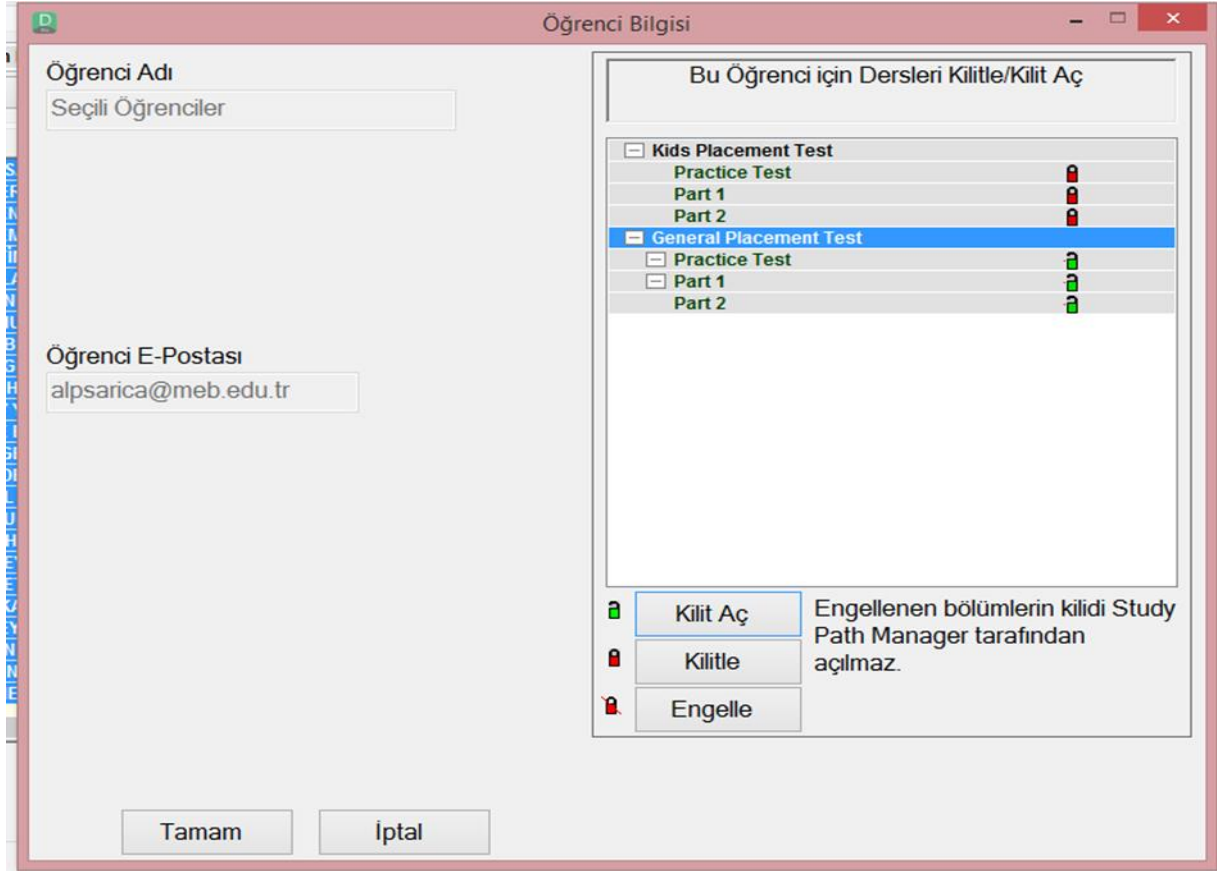 Öğrenci Bilgisi
Öğrenci Adı
Seçili Öğrenciler
Öğrenci E-Postası
alpsarica@meb.edu.tr
Bu Öğrenci için Dersleri Kilitle/Kilit Aç
Kids Placement Test
Practice Test
Part 1
Part 2
General Placement Test
Practice Test
Part 1
Part 2
Kilit Aç
Kilitle
Engelle
Engellenen bölümlerin kilidi Study
Path Manager tarafından
açılmaz.
Tamam
İptal